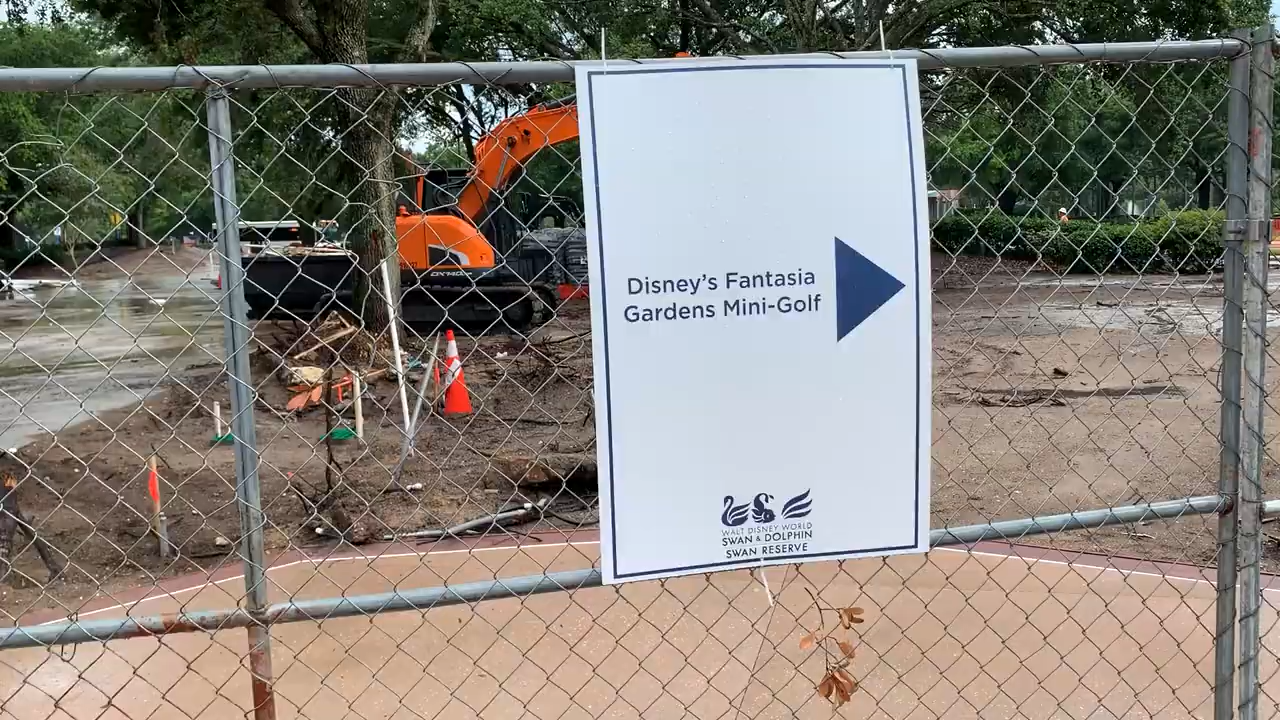 Disney's Fantasia
Gardens Mini-Golf
WALT DISNEY WORLD
SWAN & DOLPHIN
SWAN RESERVE